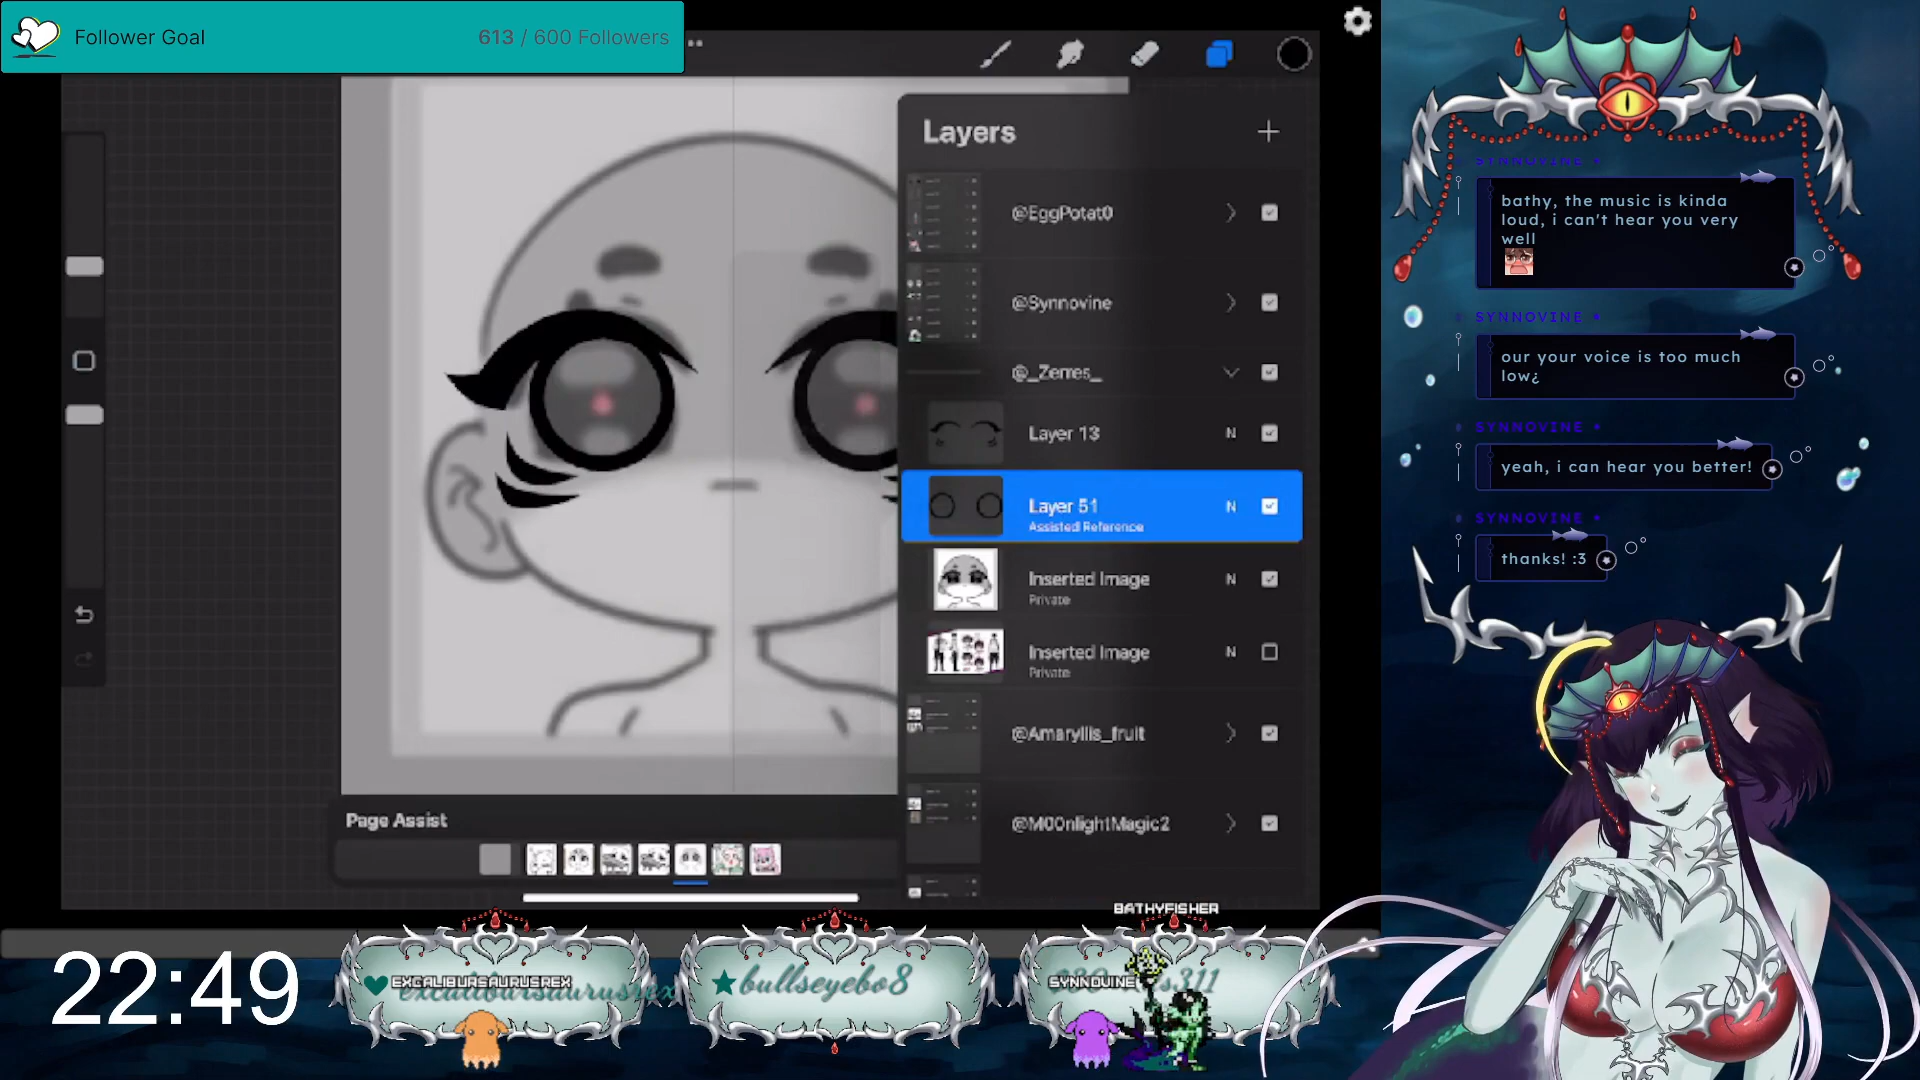 Follower Goal
613 / 600 Followers
Layers
@EggPotat0
@Synnovine
@_Zerres_
Layer 13
N
Layer 51
N
Assisted Reference
Inserted Image
N
Private
Inserted Image
N
Private
@Amaryllis_fruit
@M00nlightMagic2
Page Assist
SYNNOVINE
bathy, the music is kinda
loud, i can't hear you very
well
SYNNOVINE
our your voice is too much
low¿
SYNNOVINE
yeah, i can hear you better!
SYNNOVINE
thanks! :3
BATHYFISHER
22:49
EXCALIBURSAURUSREX
excalibursaurusrex
bullseyebo8
SYNNOVINE